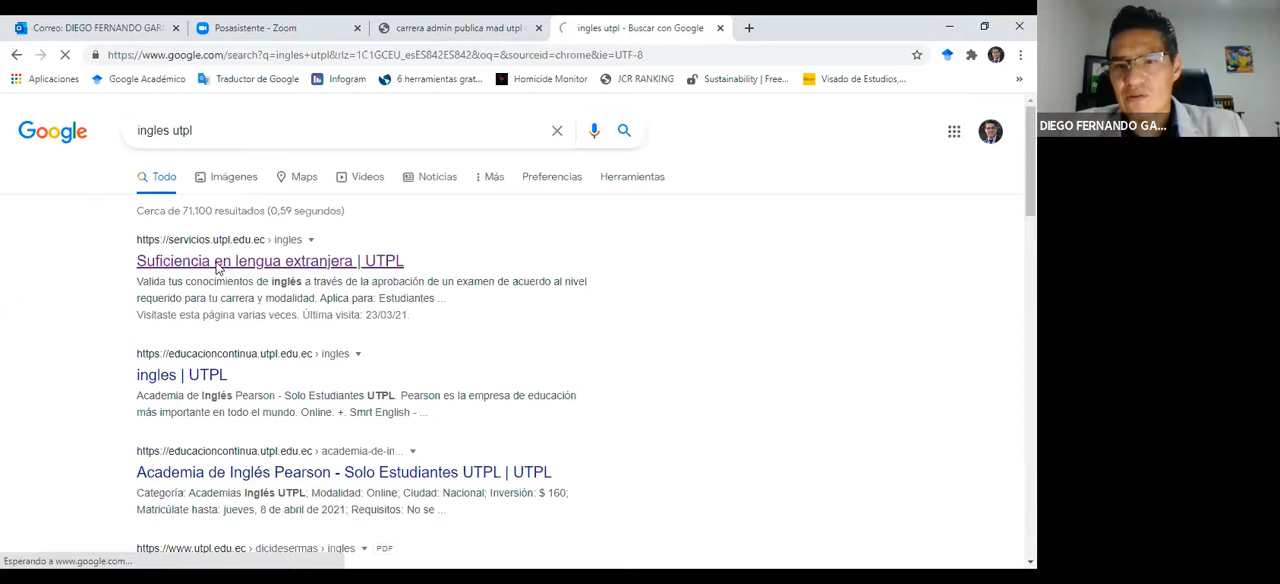 Correo: DIEGO FERNANDO GAR
Posasistente - Zoom
carrera admin publica mad utpl
ingles utpl - Buscar con Google
https://www.google.com/search?q=ingles+utpl&rlz=1C1GCEU_esES842ES842&oq=&sourceid=chrome&ie=UTF-8
Aplicaciones
Google Académico
Traductor de Google
Infogram
6 herramientas grat...
Homicide Monitor
JCR RANKING
Sustainability | Free...
Visado de Estudios,...
»
DIEGO FERNANDO GA...
Google
ingles utpl
Todo
Imágenes
Maps
Videos
Noticias
Más
Preferencias
Herramientas
Cerca de 71.100 resultados (0,59 segundos)
https://servicios.utpl.edu.ec › ingles
Suficiencia en lengua extranjera | UTPL
Valida tus conocimientos de inglés a través de la aprobación de un examen de acuerdo al nivel
requerido para tu carrera y modalidad. Aplica para: Estudiantes ...
Visitaste esta página varias veces. Última visita: 23/03/21.
https://educacioncontinua.utpl.edu.ec › ingles
ingles | UTPL
Academia de Inglés Pearson - Solo Estudiantes UTPL. Pearson es la empresa de educación
más importante en todo el mundo. Online. +. Smrt English - ...
https://educacioncontinua.utpl.edu.ec › academia-de-in...
Academia de Inglés Pearson - Solo Estudiantes UTPL | UTPL
Categoría: Academias Inglés UTPL; Modalidad: Online; Ciudad: Nacional; Inversión: $ 160;
Matricúlate hasta: jueves, 8 de abril de 2021; Requisitos: No se ...
https://www.utpl.edu.ec › dicidesermas › ingles
PDF
Esperando a www.google.com...